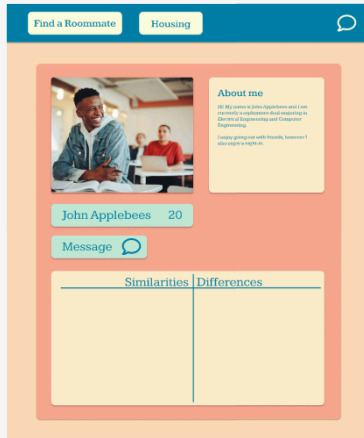 Find a Roommate
Housing
About me
Hi! My name is John Applebees and I am
currently a sophomore dual-majoring in
Electrical Engineering and Computer
Engineering.
I enjoy going out with friends, however I
also enjoy a night in.
John Applebees 20
Message
Similarities Differences